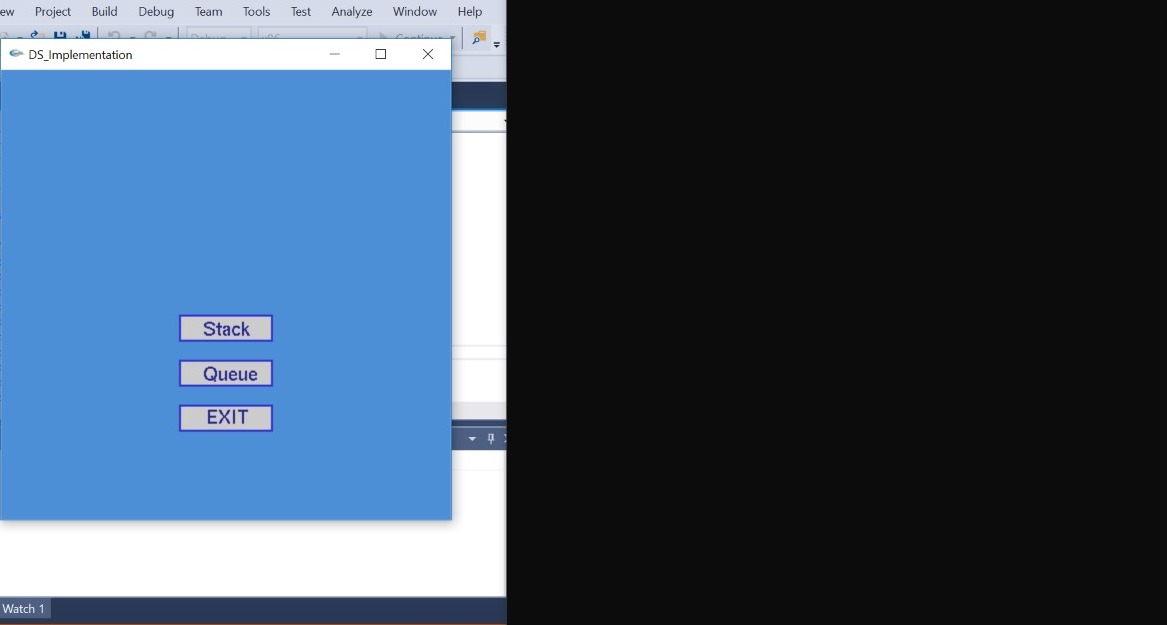 ew Project Build Debug Team Tools Test Analyze Window Help
DS_Implementation
Stack
Queue
EXIT
Watch 1